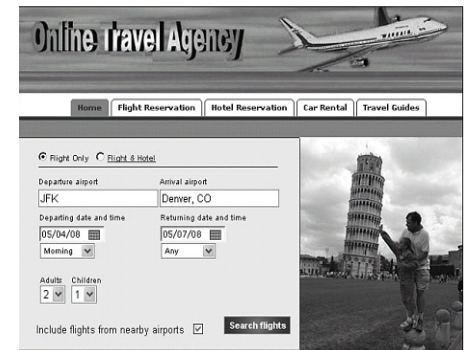 Online Travel Agency
Home Flight Reservation Hotel Reservation Car Rental Travel Guides
Flight Only Flight & Hotel
Departure airport Arrival airport
JFK Denver, CO
Departing date and time Returning date and time
05/04/08 05/07/08
Morning Any
Adults Children
2 1
Include flights from nearby airports Search flights